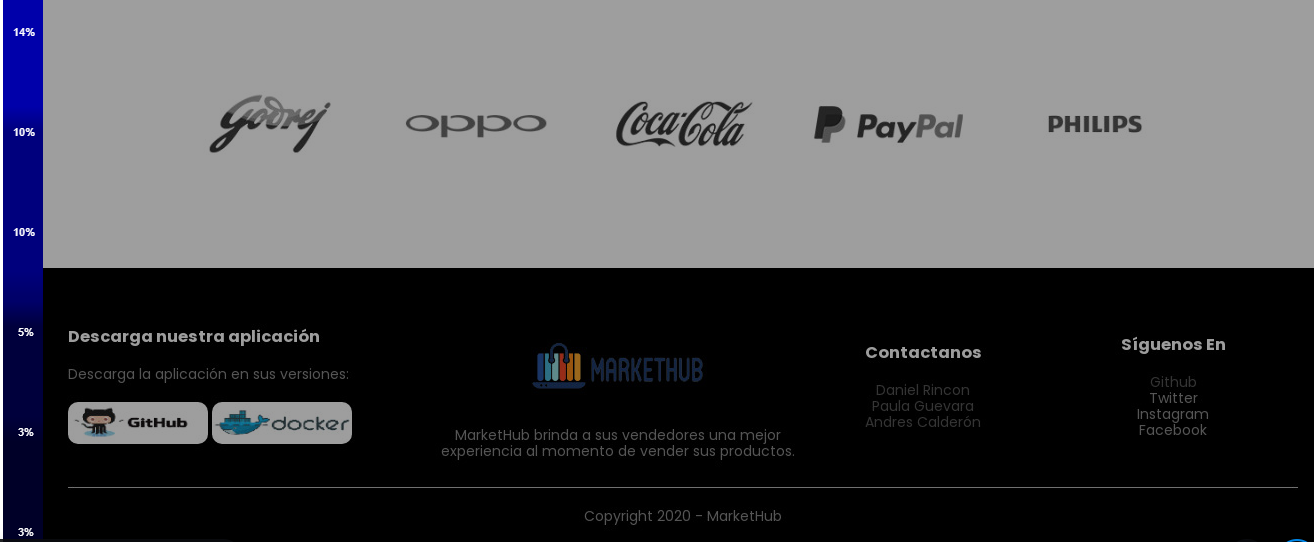 14%
10%
10%
5%
3%
3%
Godrej
oppo
Coca-Cola
PayPal
PHILIPS
Descarga nuestra aplicación
Descarga la aplicación en sus versiones:
GitHub
docker
MARKETHUB
MarketHub brinda a sus vendedores una mejor
experiencia al momento de vender sus productos.
Contactanos
Daniel Rincon
Paula Guevara
Andres Calderón
Síguenos En
Github
Twitter
Instagram
Facebook
Copyright 2020 - MarketHub